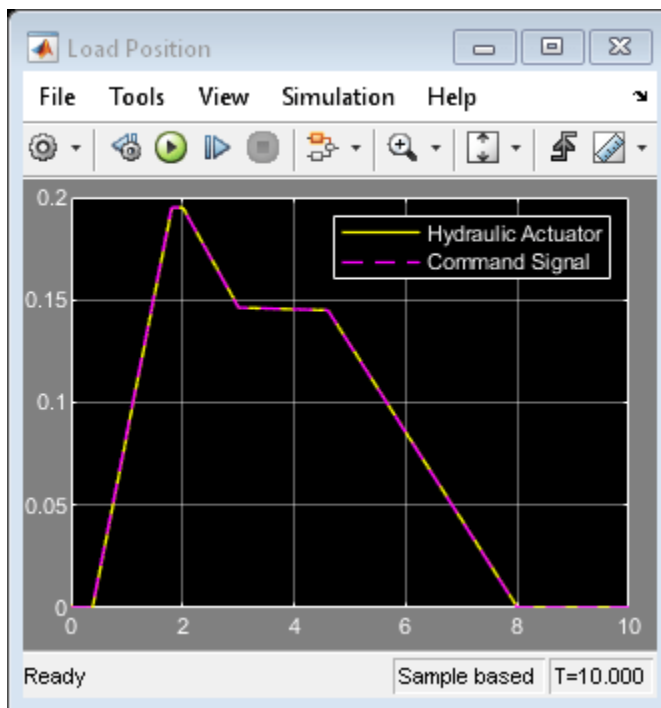 Load Position
File Tools View Simulation Help
0.2
Hydraulic Actuator
Command Signal
0.15
0.1
0.05
0
0 2 4 6 8 10
Ready Sample based T=10.000